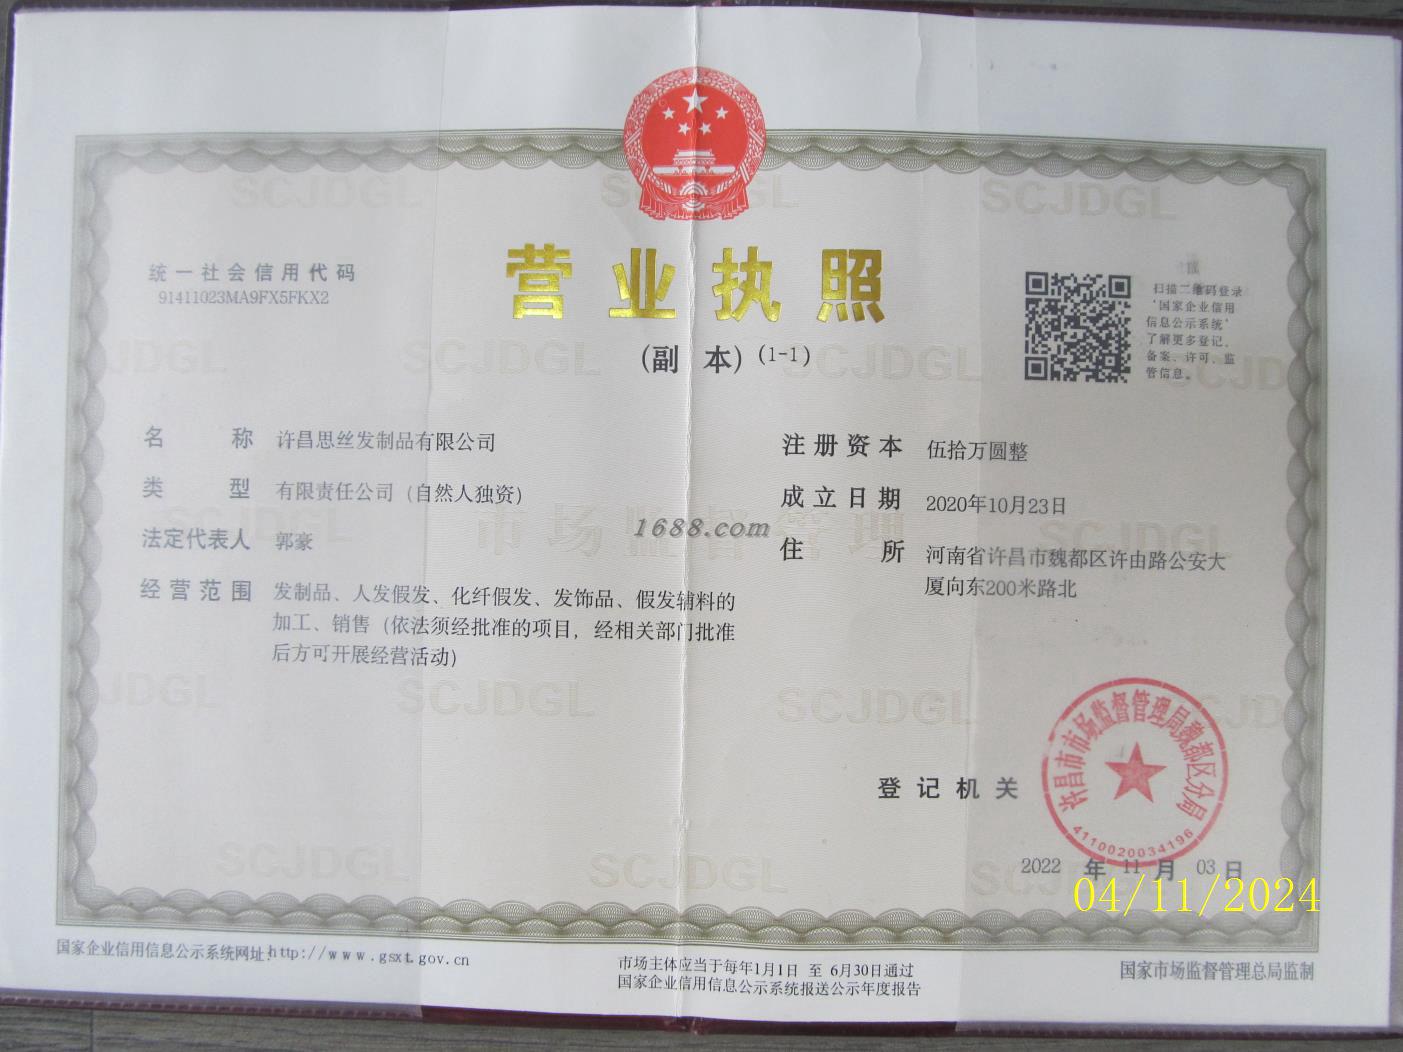 统一社会信用代码
91411023MA9FX5FKX2
营业执照
(副 本) (1-1)
扫描二维码登录
‘国家企业信用
信息公示系统’
了解更多登记、
备案、许可、监
管信息。
名 称 许昌思丝发制品有限公司
类 型 有限责任公司（自然人独资）
法定代表人 郭豪
经营范围 发制品、人发假发、化纤假发、发饰品、假发辅料的
加工、销售（依法须经批准的项目，经相关部门批准
后方可开展经营活动）
注册资本 伍拾万圆整
成立日期 2020年10月23日
住 所 河南省许昌市魏都区许由路公安大
厦向东200米路北
1688.com
市场监督管理
SCJDGL
登记机关
许昌市市场监督管理局魏都区分局
4110020034196
2022 年 11 月 03 日
04/11/2024
国家企业信用信息公示系统网址:http://www.gsxt.gov.cn
市场主体应当于每年1月1日 至 6月30日通过
国家企业信用信息公示系统报送公示年度报告
国家市场监督管理总局监制